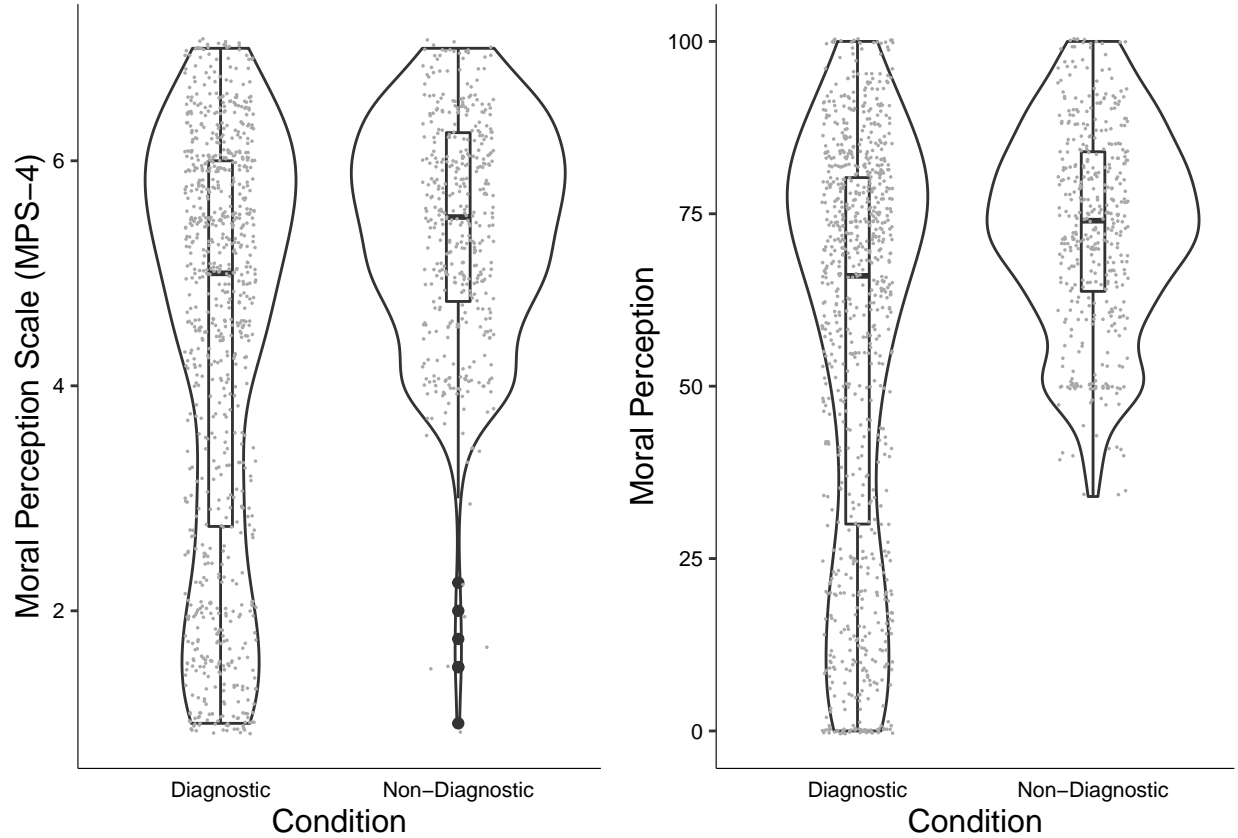 Moral Perception Scale (MPS−4)
6
4
2
Diagnostic
Non−Diagnostic
Condition
Moral Perception
100
75
50
25
0
Diagnostic
Non−Diagnostic
Condition